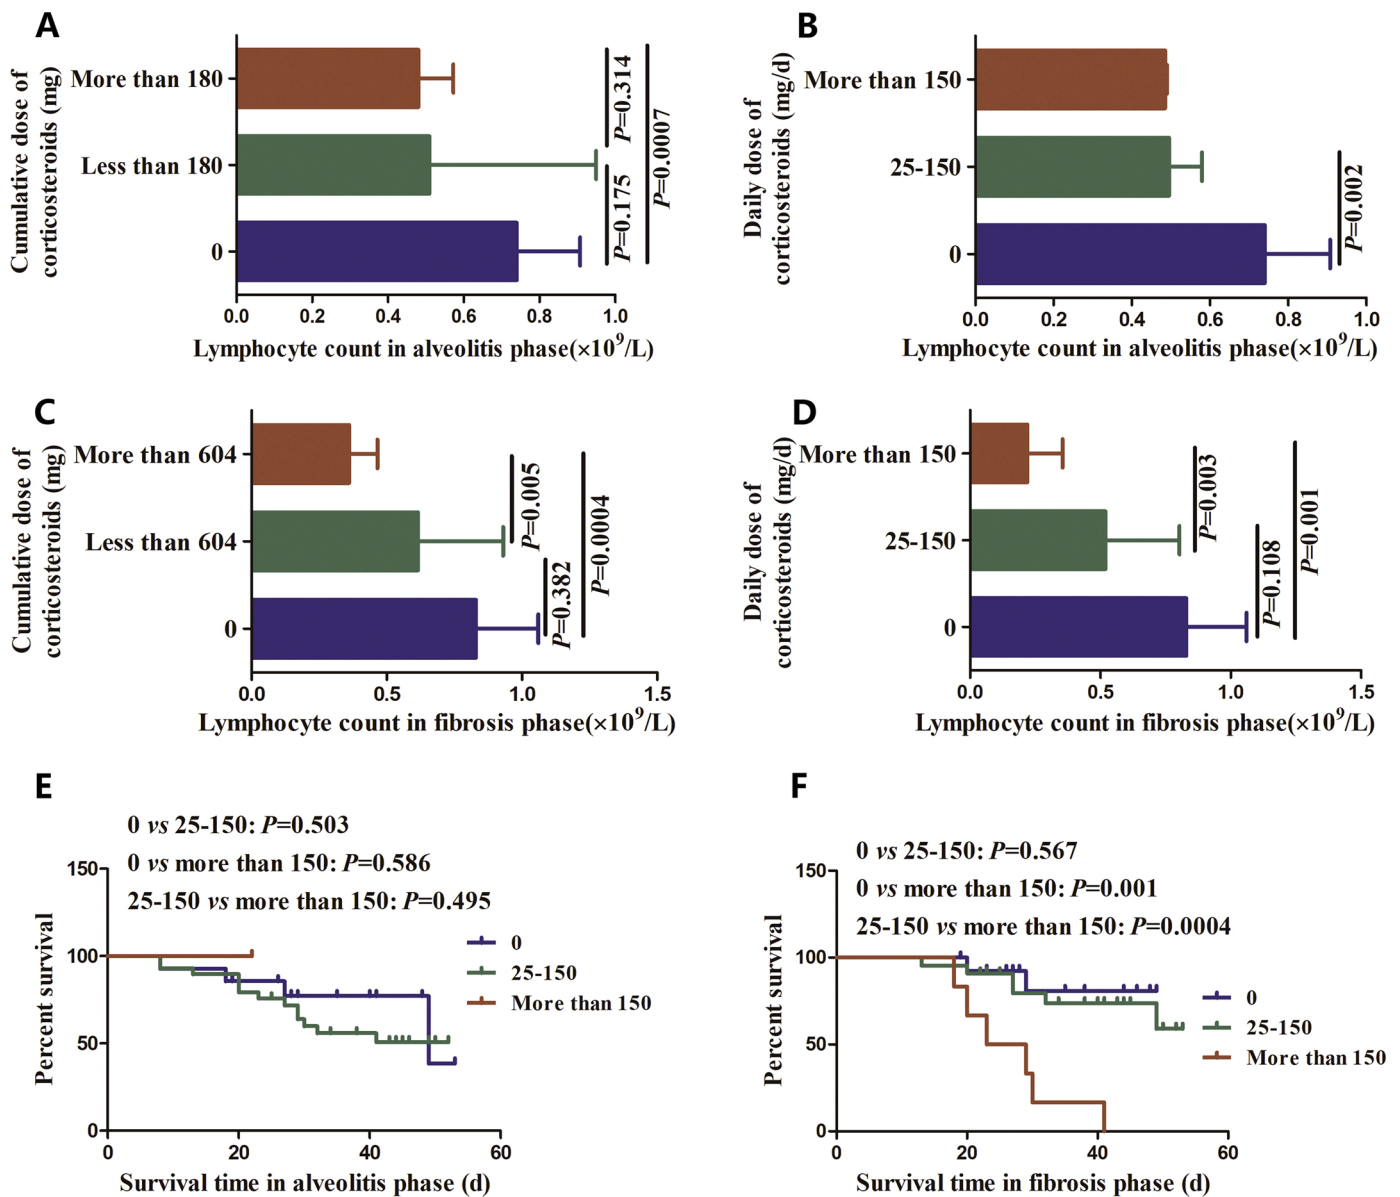 A
Cumulative dose of
corticosteroids (mg)
More than 180
Less than 180
0
P=0.314
P=0.175
P=0.0007
0.0 0.2 0.4 0.6 0.8 1.0
Lymphocyte count in alveolitis phase(×10⁹/L)
B
Daily dose of
corticosteroids (mg/d)
More than 150
25-150
0
P=0.002
0.0 0.2 0.4 0.6 0.8 1.0
Lymphocyte count in alveolitis phase(×10⁹/L)
C
Cumulative dose of
corticosteroids (mg)
More than 604
Less than 604
0
P=0.005
P=0.382
P=0.0004
0.0 0.5 1.0 1.5
Lymphocyte count in fibrosis phase(×10⁹/L)
D
Daily dose of
corticosteroids (mg/d)
More than 150
25-150
0
P=0.003
P=0.108
P=0.001
0.0 0.5 1.0 1.5
Lymphocyte count in fibrosis phase(×10⁹/L)
E
0 vs 25-150: P=0.503
0 vs more than 150: P=0.586
25-150 vs more than 150: P=0.495
Percent survival
150
100
50
0
0
25-150
More than 150
0 20 40 60
Survival time in alveolitis phase (d)
F
0 vs 25-150: P=0.567
0 vs more than 150: P=0.001
25-150 vs more than 150: P=0.0004
Percent survival
150
100
50
0
0
25-150
More than 150
0 20 40 60
Survival time in fibrosis phase (d)